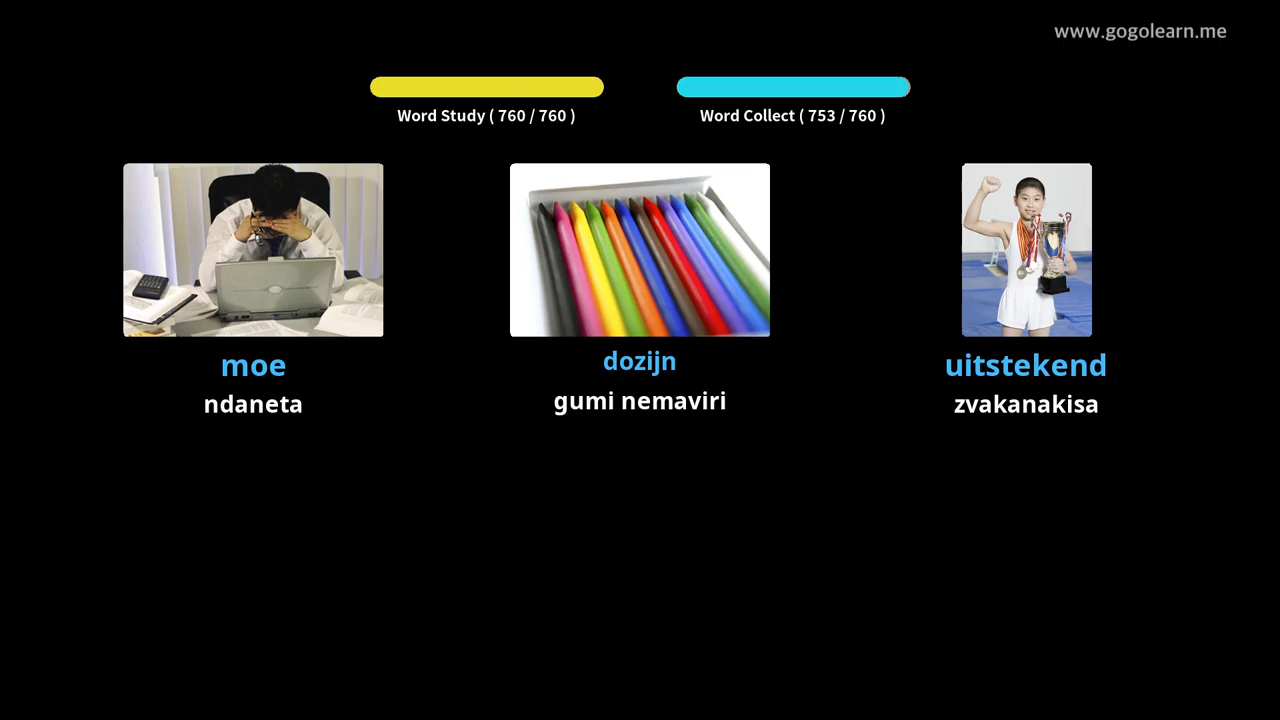 www.gogolearn.me
Word Study ( 760 / 760 )
Word Collect ( 753 / 760 )
moe
dozijn
uitstekend
ndaneta
gumi nemaviri
zvakanakisa